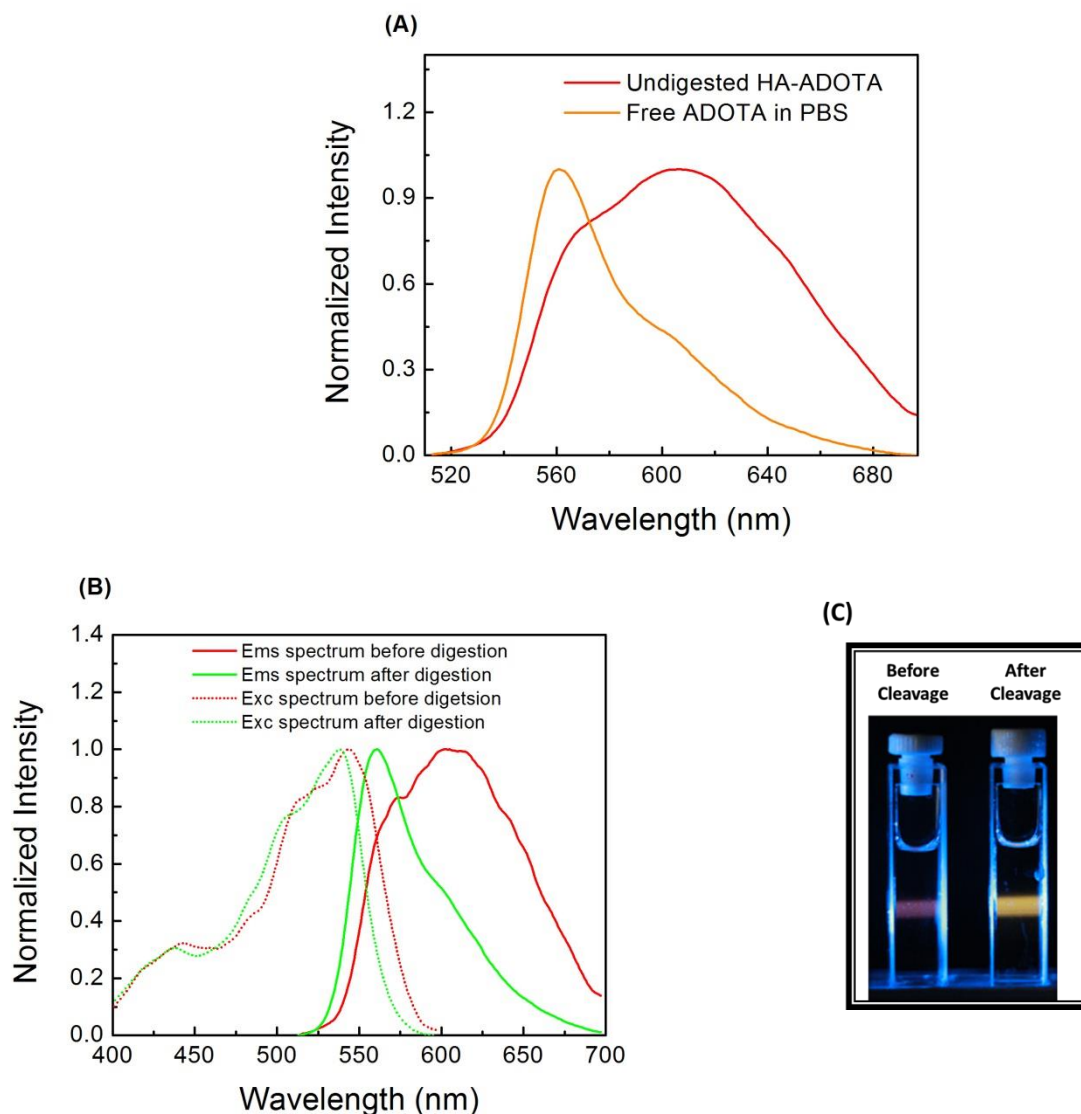 (A)
Undigested HA-ADOTA
Free ADOTA in PBS
1.2
0.9
0.6
0.3
0.0
Normalized Intensity
520 560 600 640 680
Wavelength (nm)
(B)
1.4
1.2
1.0
0.8
0.6
0.4
0.2
0.0
Normalized Intensity
Ems spectrum before digestion
Ems spectrum after digestion
Exc spectrum before digetsion
Exc spectrum after digestion
400 450 500 550 600 650 700
Wavelength (nm)
(C)
Before After
Cleavage Cleavage